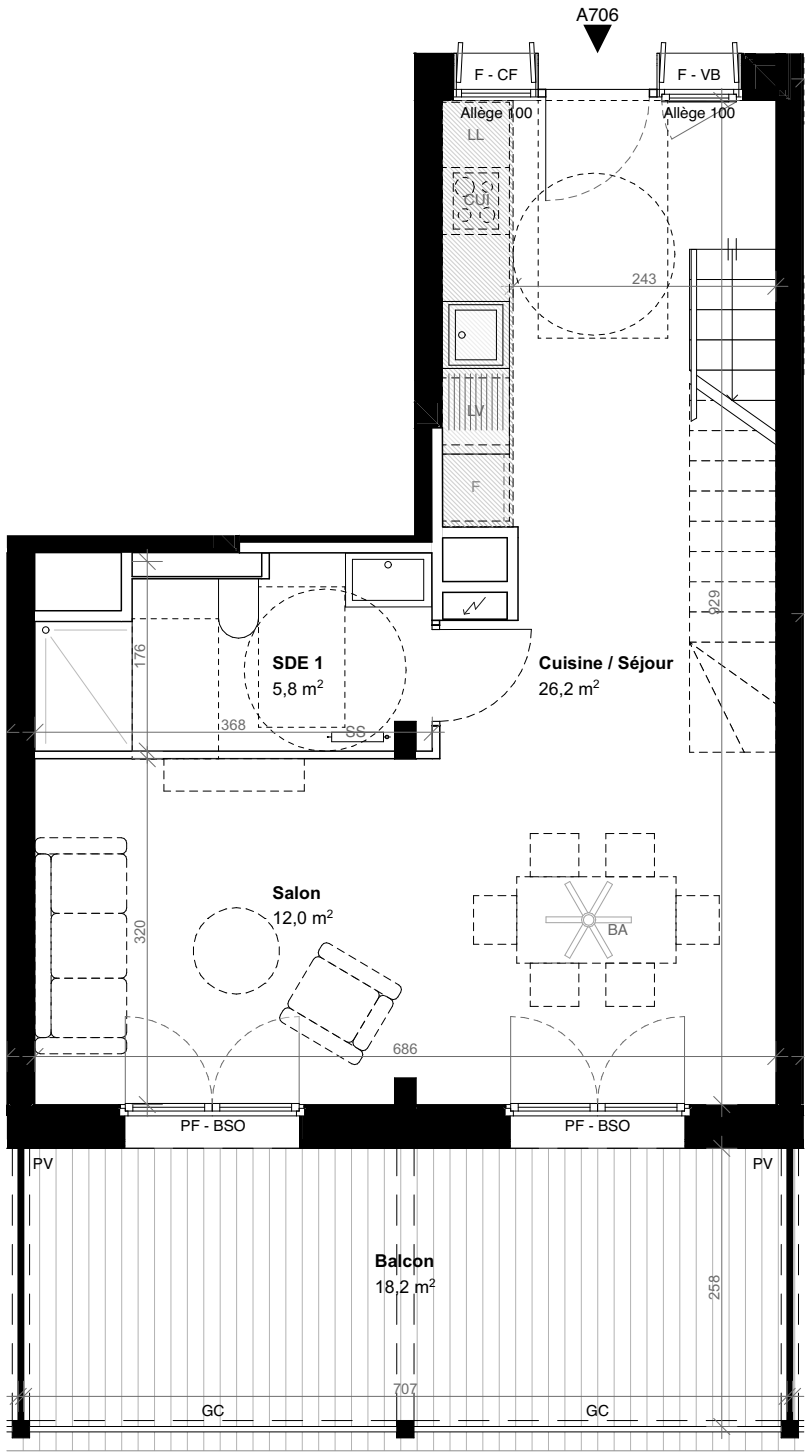 A706
F - CF
F - VB
Allège 100
Allège 100
LL
CUI
243
LV
F
929
176
SDE 1
5,8 m²
Cuisine / Séjour
26,2 m²
368
SS
Salon
12,0 m²
320
BA
686
PF - BSO
PF - BSO
PV
PV
Balcon
18,2 m²
258
707
GC
GC